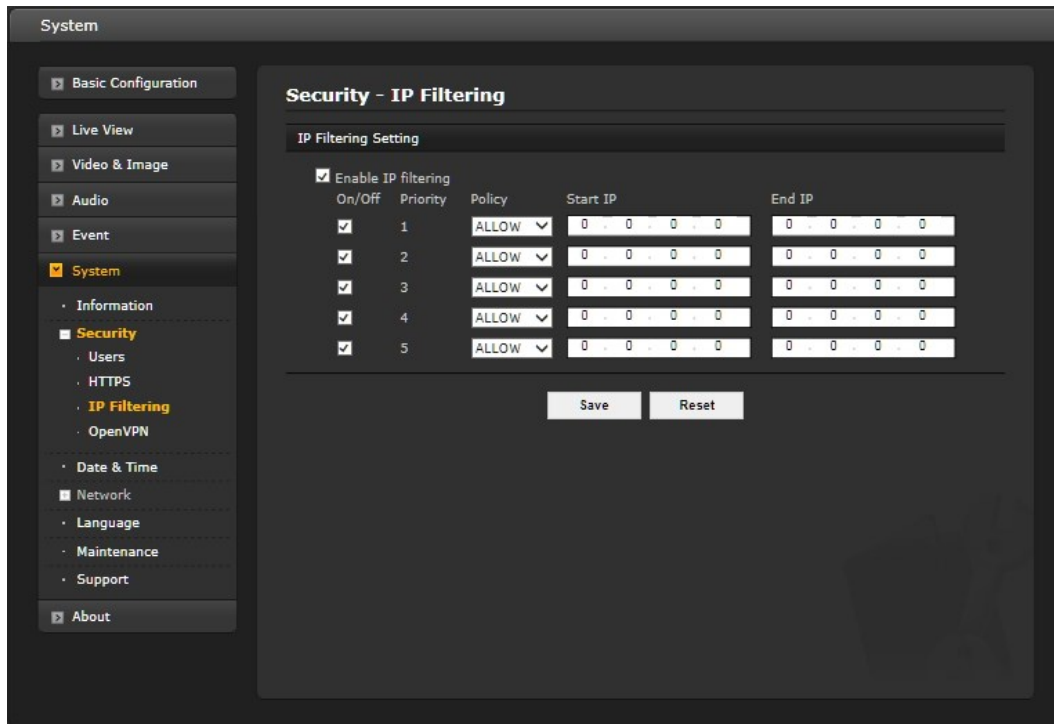 System
Basic Configuration
Live View
Video & Image
Audio
Event
System
Information
Security
Users
HTTPS
IP Filtering
OpenVPN
Date & Time
Network
Language
Maintenance
Support
About
Security - IP Filtering
IP Filtering Setting
Enable IP filtering
On/Off Priority Policy Start IP End IP
1 ALLOW 0 . 0 . 0 . 0 0 . 0 . 0 . 0
2 ALLOW 0 . 0 . 0 . 0 0 . 0 . 0 . 0
3 ALLOW 0 . 0 . 0 . 0 0 . 0 . 0 . 0
4 ALLOW 0 . 0 . 0 . 0 0 . 0 . 0 . 0
5 ALLOW 0 . 0 . 0 . 0 0 . 0 . 0 . 0
Save Reset